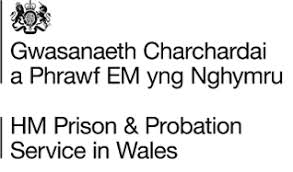 Gwasanaeth Charchardai
a Phrawf EM yng Nghymru
HM Prison & Probation
Service in Wales